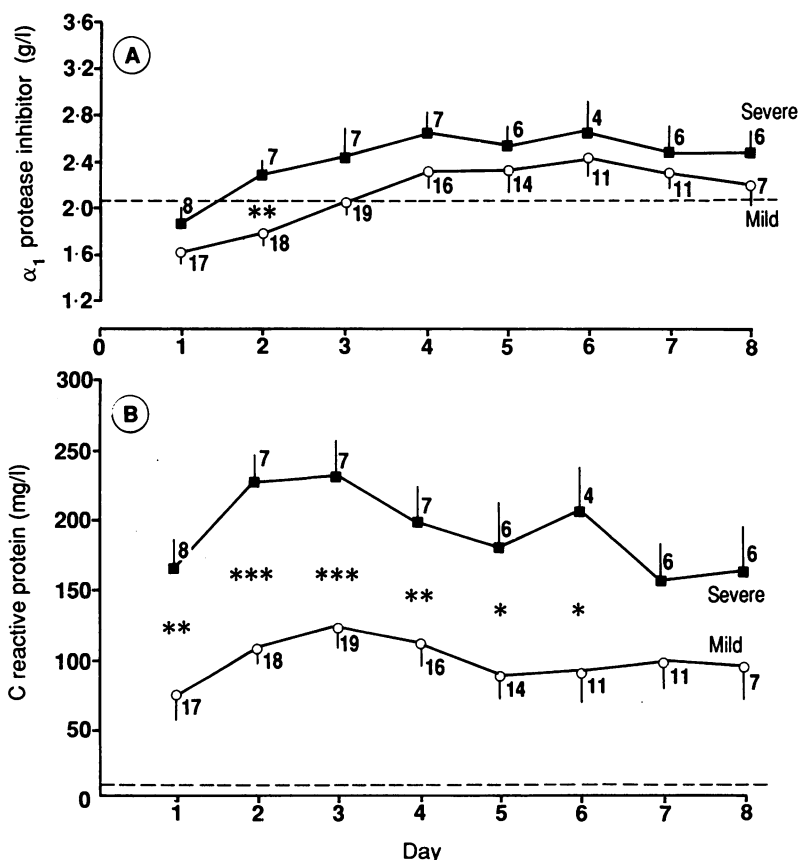 A
α1 protease inhibitor (g/l)
3·6
3·2
2·8
2·4
2·0
1·6
1·2
8 7 7 7 6 4 6 6
Severe
**
17 18 19 16 14 11 11 7
Mild
0 1 2 3 4 5 6 7 8
B
C reactive protein (mg/l)
300
250
200
150
100
50
0
8 7 7 7 6 4 6 6
Severe
** *** *** ** * *
Mild
17 18 19 16 14 11 11 7
1 2 3 4 5 6 7 8
Day